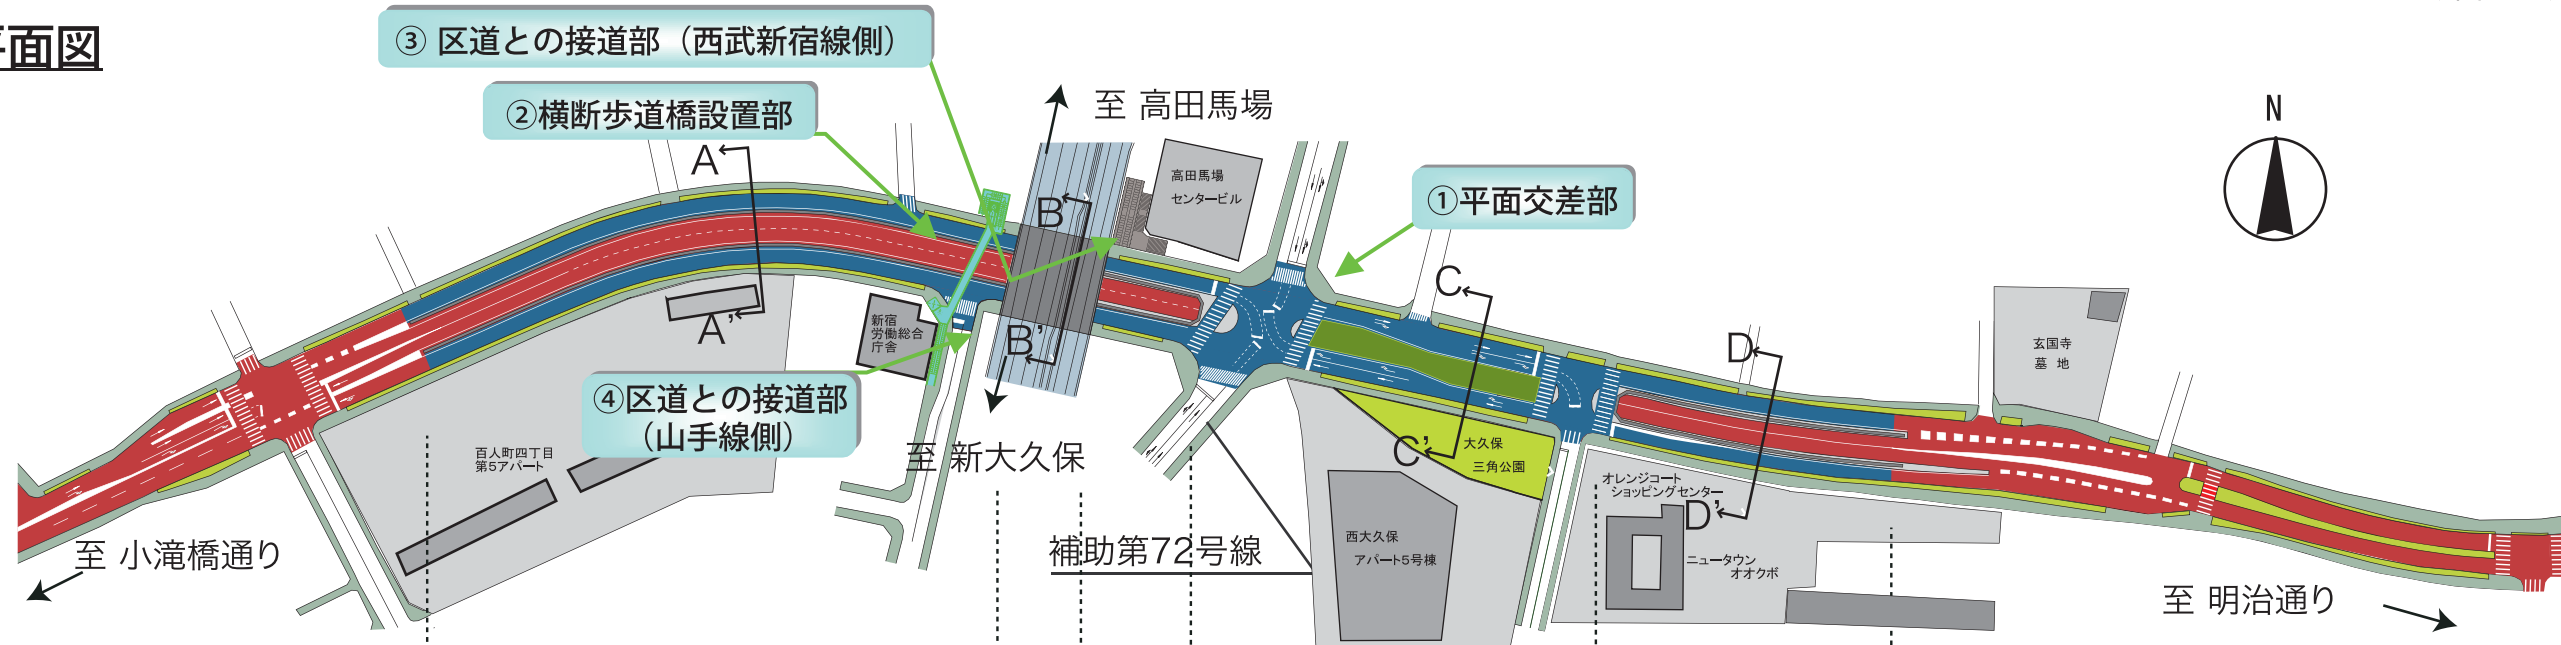 平面図
③ 区道との接道部（西武新宿線側）
②横断歩道橋設置部
至 高田馬場
N
A
高田馬場
センタービル
①平面交差部
B
C
新宿
労働総合
庁舎
A'
B'
D
玄国寺
墓 地
④区道との接道部
（山手線側）
百人町四丁目
第5アパート
至 新大久保
C'
大久保
三角公園
オレンジコート
ショッピングセンター
D'
至 小滝橋通り
補助第72号線
西大久保
アパート5号棟
ニュータウン
オオクボ
至 明治通り